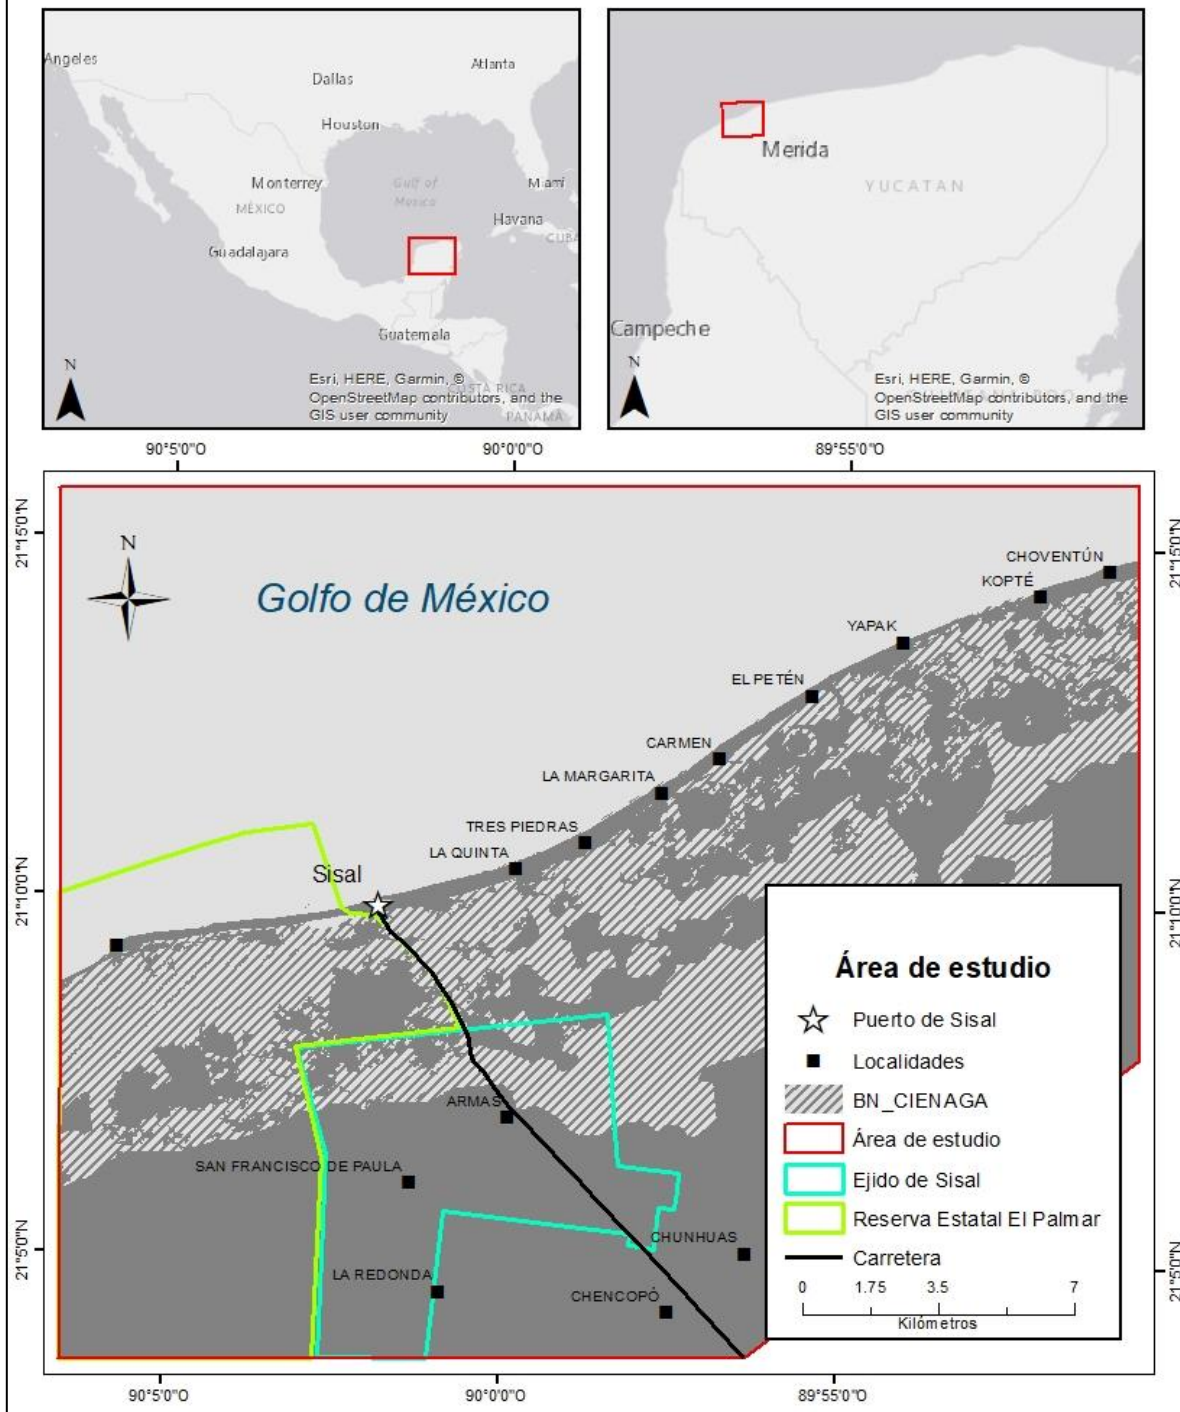 Angeles
Dallas
Atlanta
Houston
Monterrey
Gulf of
Mexico
Miami
MÉXICO
Havana
CUBA
Guadalajara
Guatemala
N
Esri, HERE, Garmin, ©
OpenStreetMap contributors, and the
GIS user community
COSTA RICA
PANAMA
Merida
YUCATAN
Campeche
N
Esri, HERE, Garmin, ©
OpenStreetMap contributors, and the
GIS user community
90°5'0"O 90°0'0"O 89°55'0"O
21°15'0"N
21°15'0"N
N
Golfo de México
CHOVENTÚN
KOPTÉ
YAPAK
EL PETÉN
CARMEN
LA MARGARITA
TRES PIEDRAS
LA QUINTA
Sisal
21°10'0"N
21°10'0"N
ARMAS
SAN FRANCISCO DE PAULA
CHUNHUAS
LA REDONDA
CHENCOPÓ
21°5'0"N
21°5'0"N
Área de estudio
Puerto de Sisal
Localidades
BN_CIENAGA
Área de estudio
Ejido de Sisal
Reserva Estatal El Palmar
Carretera
0 1.75 3.5 7
Kilómetros
90°5'0"O 90°0'0"O 89°55'0"O